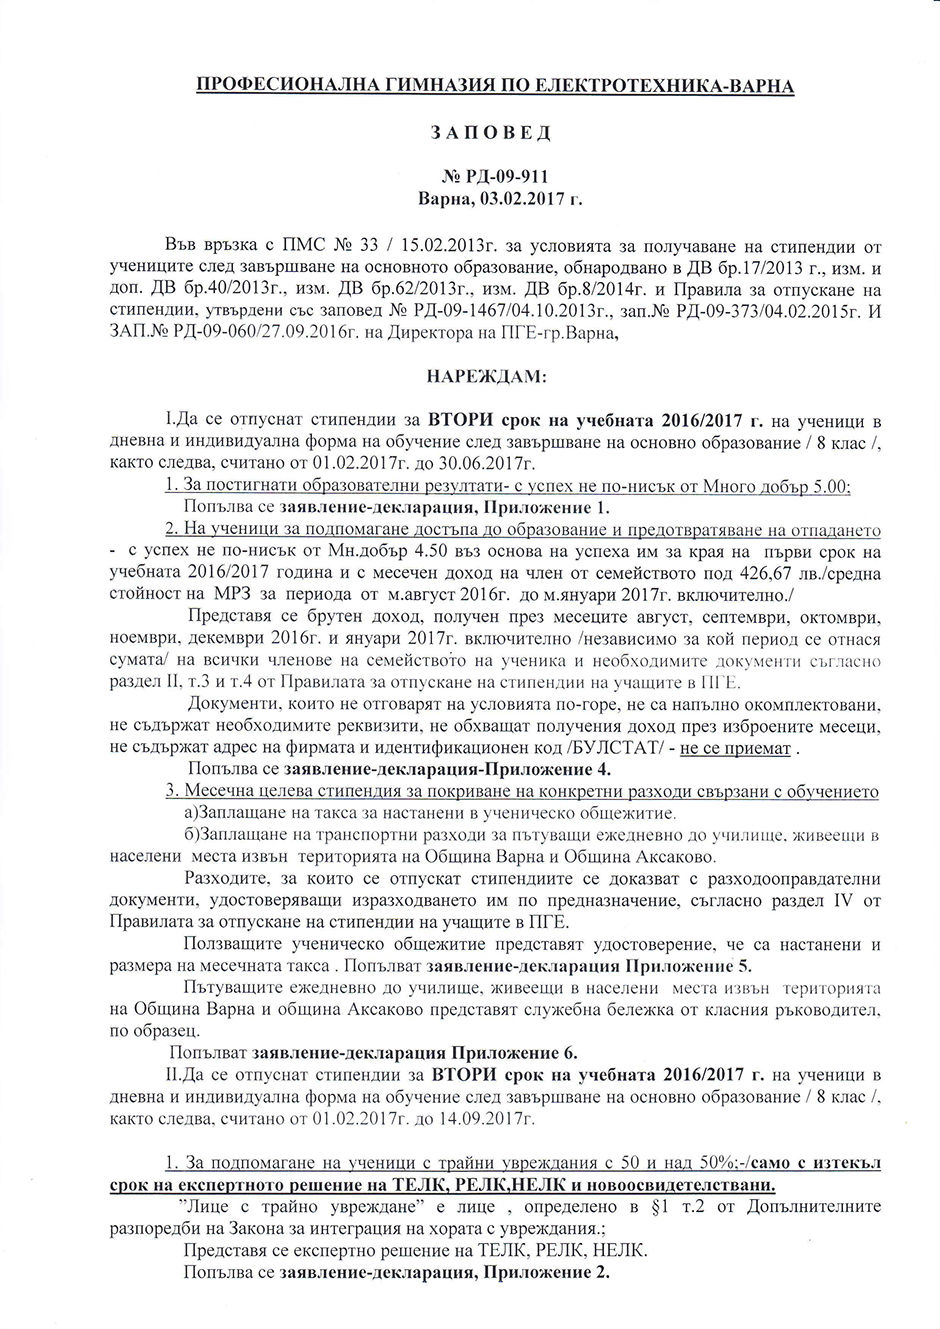 ПРОФЕСИОНАЛНА ГИМНАЗИЯ ПО ЕЛЕКТРОТЕХНИКА-ВАРНА
З А П О В Е Д
№ РД-09-911
Варна, 03.02.2017 г.
Във връзка с ПМС № 33 / 15.02.2013г. за условията за получаване на стипендии от
учениците след завършване на основното образование, обнародвано в ДВ бр.17/2013 г., изм. и
доп. ДВ бр.40/2013г., изм. ДВ бр.62/2013г., изм. ДВ бр.8/2014г. и Правила за отпускане на
стипендии, утвърдени със заповед № РД-09-1467/04.10.2013г., зап.№ РД-09-373/04.02.2015г. И
ЗАП.№ РД-09-060/27.09.2016г. на Директора на ПГЕ-гр.Варна,
НАРЕЖДАМ:
I.Да се отпуснат стипендии за ВТОРИ срок на учебната 2016/2017 г. на ученици в
дневна и индивидуална форма на обучение след завършване на основно образование / 8 клас /,
както следва, считано от 01.02.2017г. до 30.06.2017г.
1. За постигнати образователни резултати- с успех не по-нисък от Много добър 5.00;
Попълва се заявление-декларация, Приложение 1.
2. На ученици за подпомагане достъпа до образование и предотвратяване на отпадането
- с успех не по-нисък от Мн.добър 4.50 въз основа на успеха им за края на първи срок на
учебната 2016/2017 година и с месечен доход на член от семейството под 426,67 лв./средна
стойност на МРЗ за периода от м.август 2016г. до м.януари 2017г. включително./
Представя се брутен доход, получен през месеците август, септември, октомври,
ноември, декември 2016г. и януари 2017г. включително /независимо за кой период се отнася
сумата/ на всички членове на семейството на ученика и необходимите документи съгласно
раздел II, т.3 и т.4 от Правилата за отпускане на стипендии на учащите в ПГЕ.
Документи, които не отговарят на условията по-горе, не са напълно окомплектовани,
не съдържат необходимите реквизити, не обхващат получения доход през изброените месеци,
не съдържат адрес на фирмата и идентификационен код /БУЛСТАТ/ - не се приемат .
Попълва се заявление-декларация-Приложение 4.
3. Месечна целева стипендия за покриване на конкретни разходи свързани с обучението
а)Заплащане на такса за настанени в ученическо общежитие.
б)Заплащане на транспортни разходи за пътуващи ежедневно до училище, живеещи в
населени места извън територията на Община Варна и Община Аксаково.
Разходите, за които се отпускат стипендиите се доказват с разходооправдателни
документи, удостоверяващи изразходването им по предназначение, съгласно раздел IV от
Правилата за отпускане на стипендии на учащите в ПГЕ.
Ползващите ученическо общежитие представят удостоверение, че са настанени и
размера на месечната такса . Попълват заявление-декларация Приложение 5.
Пътуващите ежедневно до училище, живеещи в населени места извън територията
на Община Варна и община Аксаково представят служебна бележка от класния ръководител,
по образец.
Попълват заявление-декларация Приложение 6.
II.Да се отпуснат стипендии за ВТОРИ срок на учебната 2016/2017 г. на ученици в
дневна и индивидуална форма на обучение след завършване на основно образование / 8 клас /,
както следва, считано от 01.02.2017г. до 14.09.2017г.
1. За подпомагане на ученици с трайни увреждания с 50 и над 50%;-/само с изтекъл
срок на експертното решение на ТЕЛК, РЕЛК,НЕЛК и новоосвидетелствани.
"Лице с трайно увреждане" е лице , определено в §1 т.2 от Допълнителните
разпоредби на Закона за интеграция на хората с увреждания.;
Представя се експертно решение на ТЕЛК, РЕЛК, НЕЛК.
Попълва се заявление-декларация, Приложение 2.